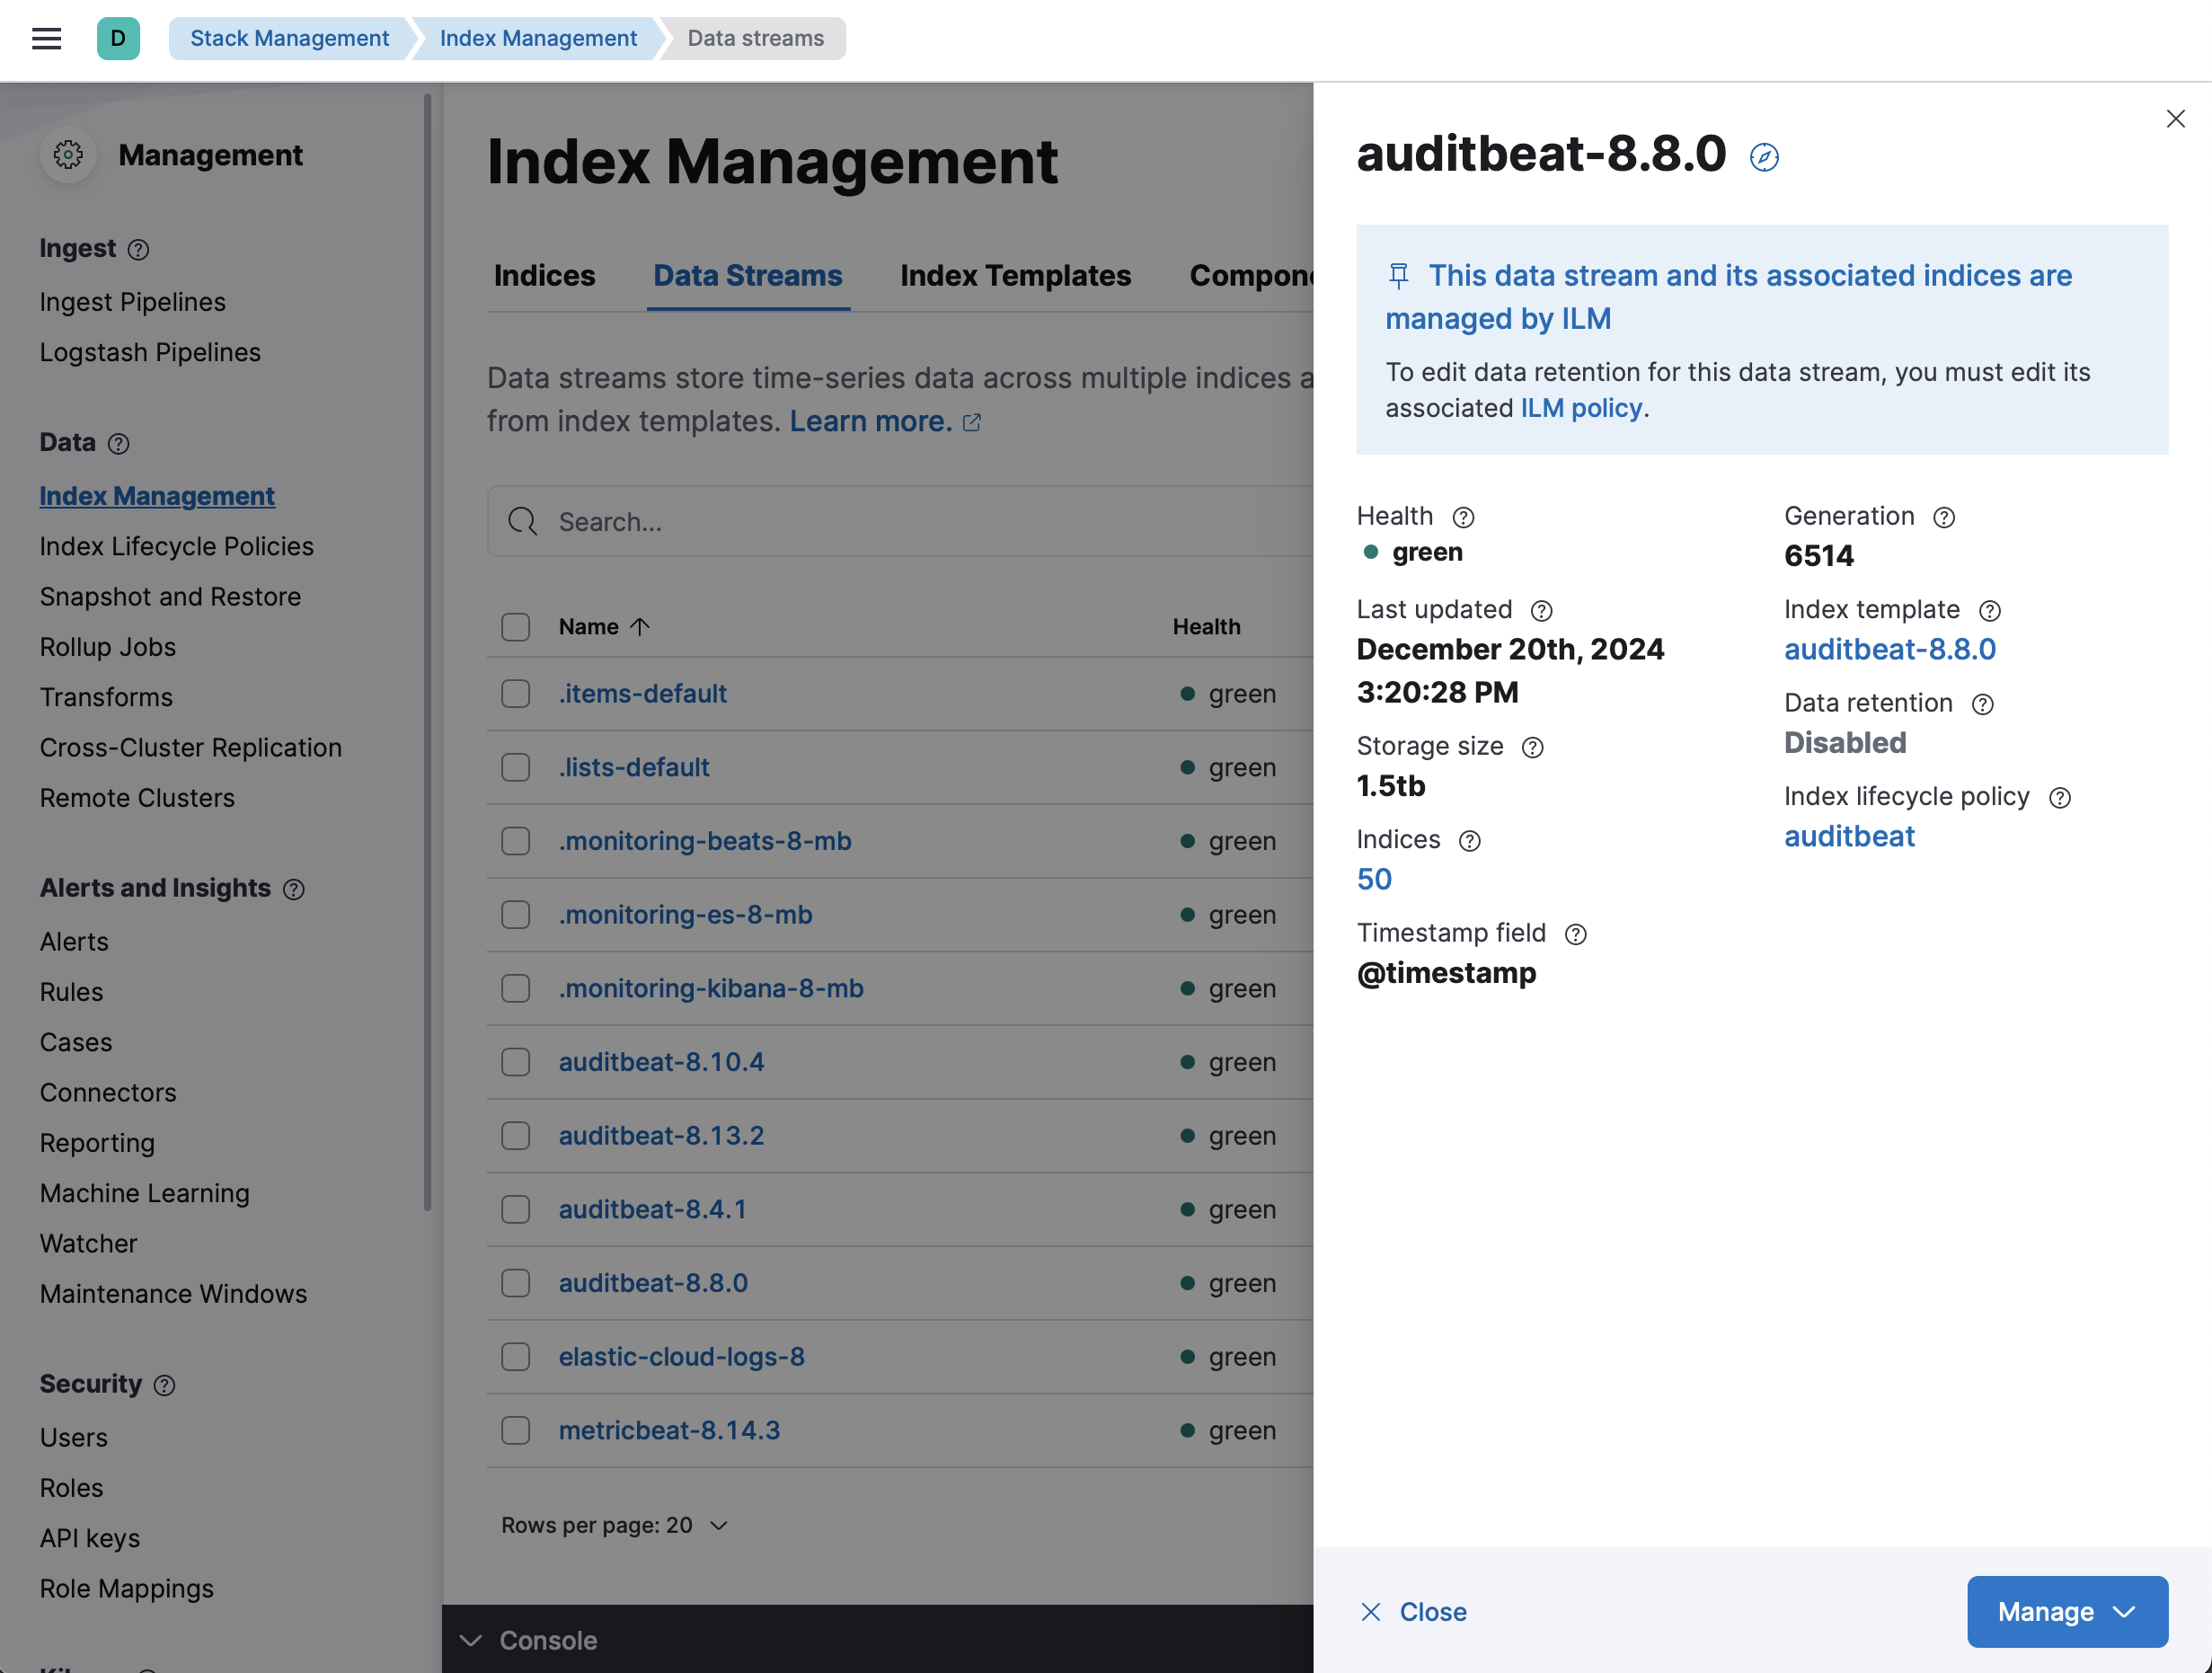 D
Stack Management
Index Management
Data streams
Management
Ingest
Ingest Pipelines
Logstash Pipelines
Data
Index Management
Index Lifecycle Policies
Snapshot and Restore
Rollup Jobs
Transforms
Cross-Cluster Replication
Remote Clusters
Alerts and Insights
Alerts
Rules
Cases
Connectors
Reporting
Machine Learning
Watcher
Maintenance Windows
Security
Users
Roles
API keys
Role Mappings
Index Management
Indices
Data Streams
Index Templates
Data streams store time-series data across multiple indices
from index templates. Learn more.
Search...
Name
Health
.items-default
green
.lists-default
green
.monitoring-beats-8-mb
green
.monitoring-es-8-mb
green
.monitoring-kibana-8-mb
green
auditbeat-8.10.4
green
auditbeat-8.13.2
green
auditbeat-8.4.1
green
auditbeat-8.8.0
green
elastic-cloud-logs-8
green
metricbeat-8.14.3
green
Rows per page: 20
Console
auditbeat-8.8.0
This data stream and its associated indices are
managed by ILM
To edit data retention for this data stream, you must edit its
associated ILM policy.
Health
green
Last updated
December 20th, 2024
3:20:28 PM
Storage size
1.5tb
Indices
50
Timestamp field
@timestamp
Generation
6514
Index template
auditbeat-8.8.0
Data retention
Disabled
Index lifecycle policy
auditbeat
Close
Manage